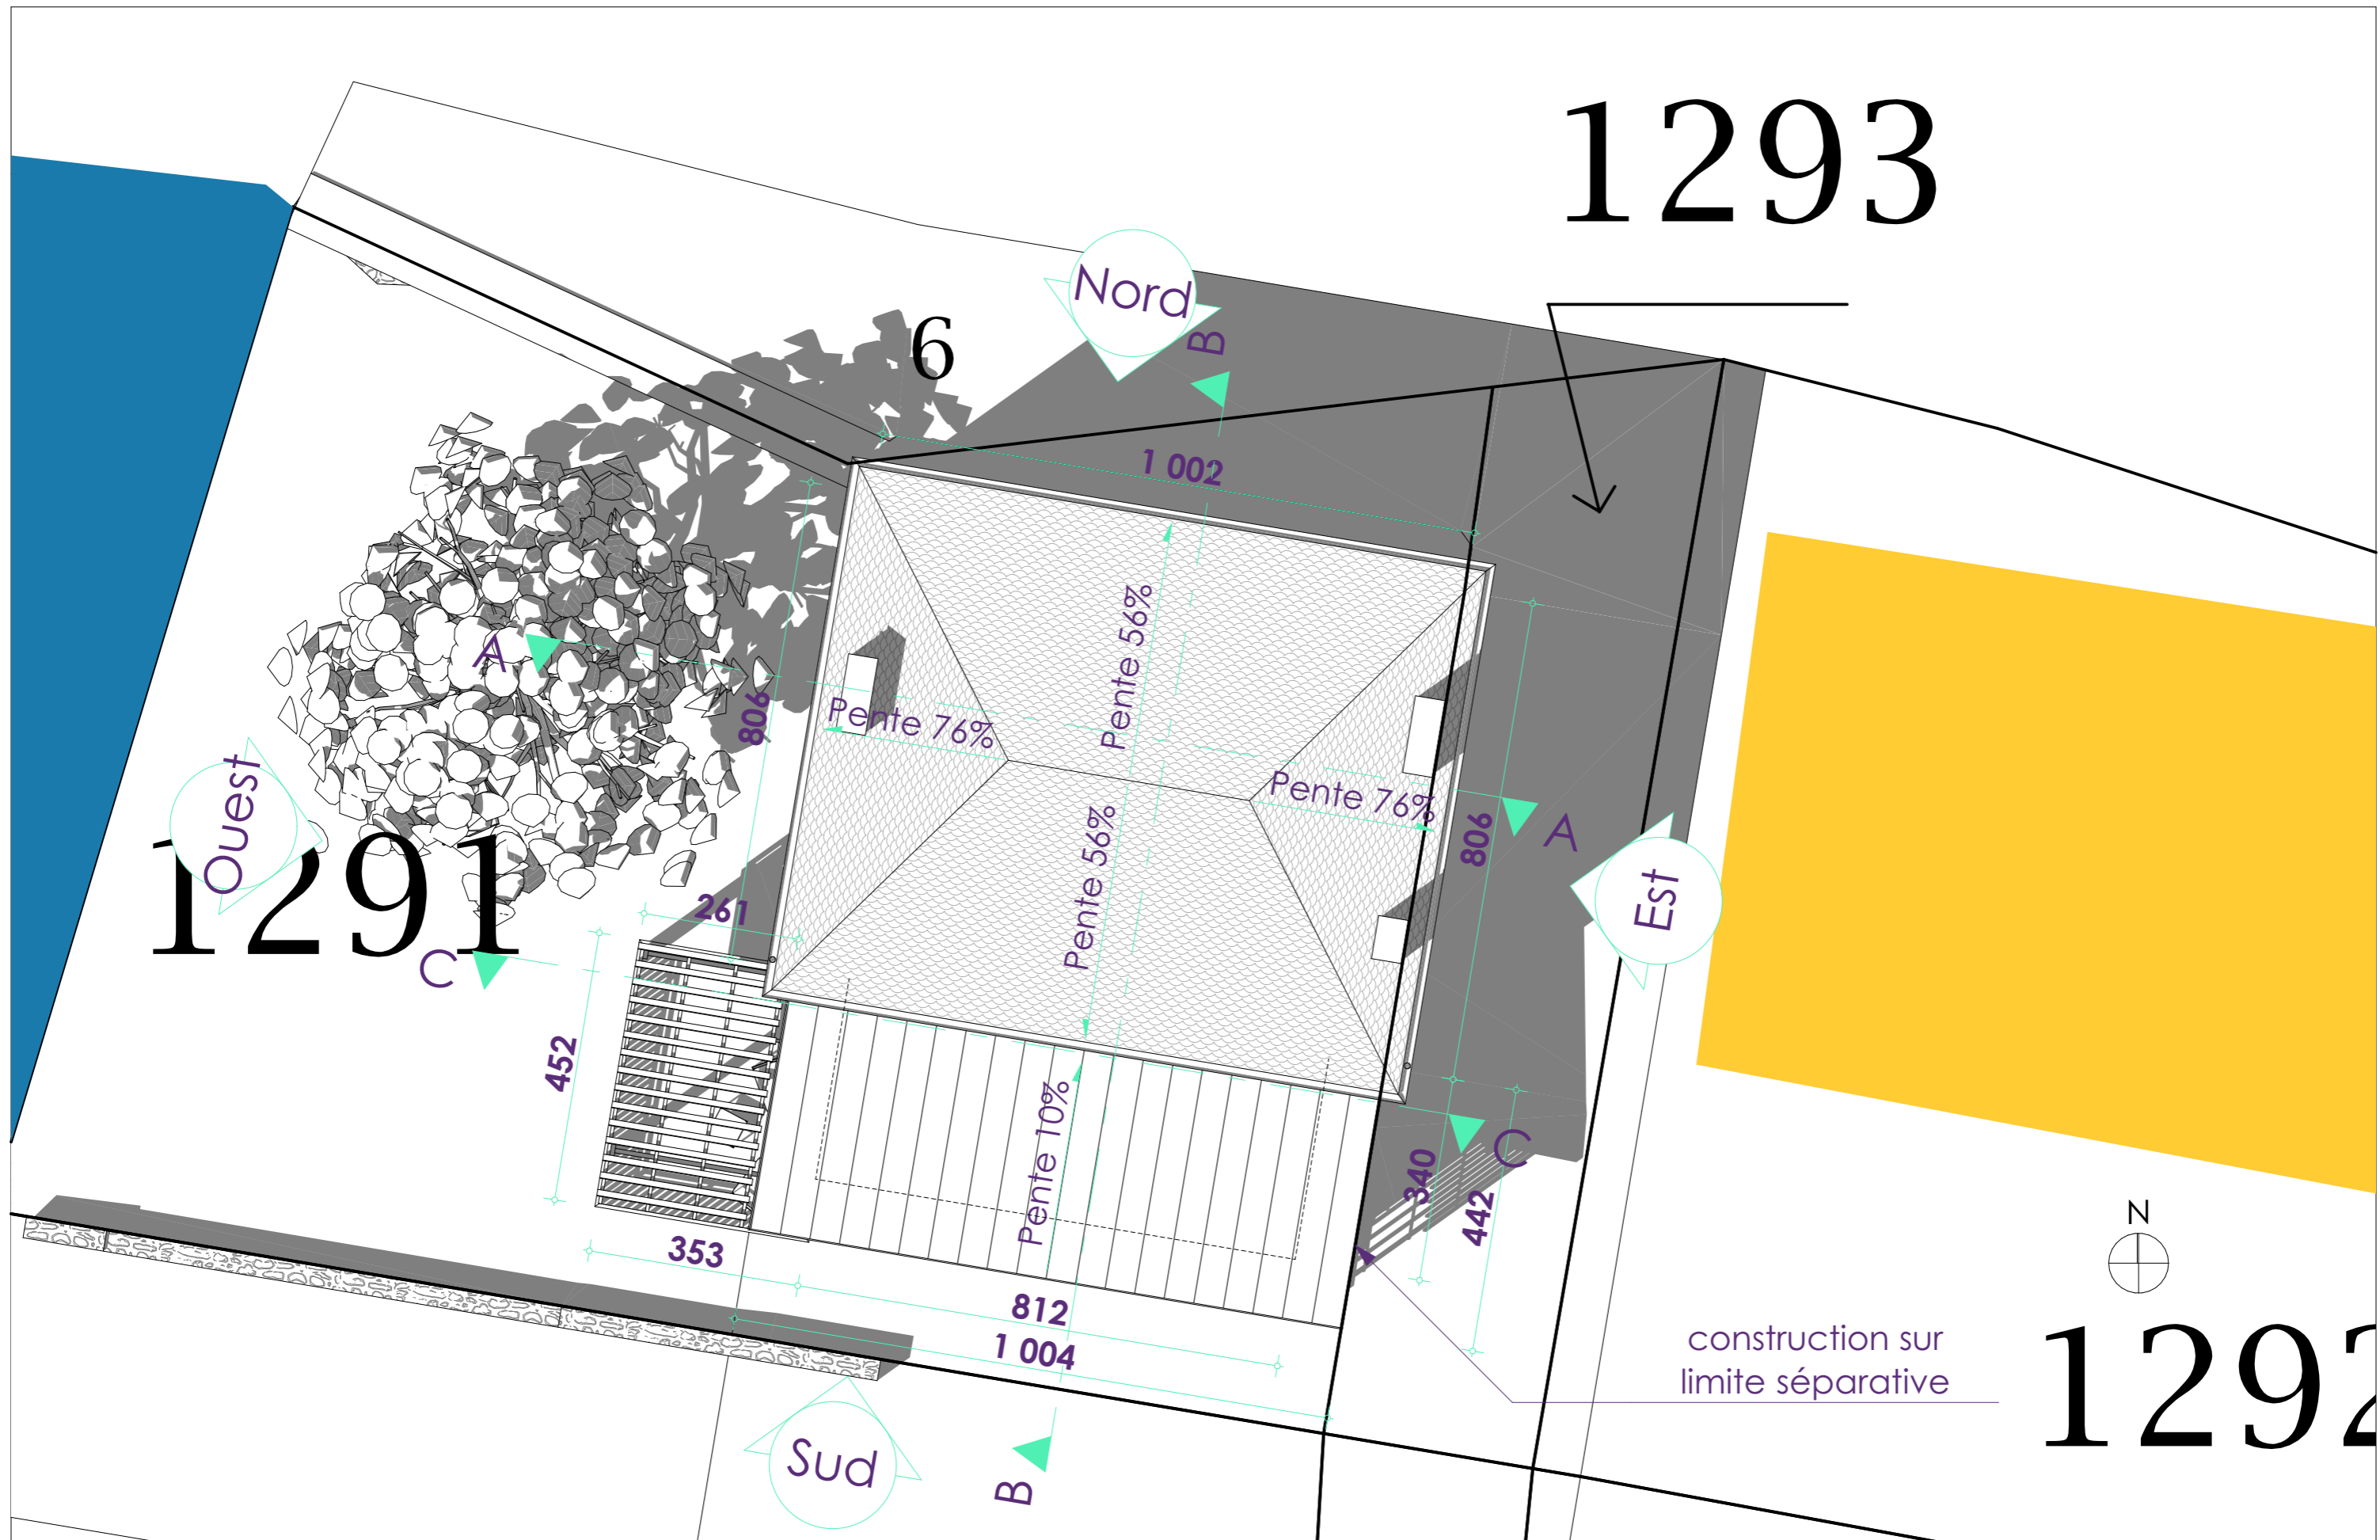 1293
Nord
B
6
1 002
Pente 56%
A
806
Pente 76%
Pente 76%
Ouest
806
A
1291
Pente 56%
Est
261
C
452
Pente 10%
C
340
442
N
353
812
1 004
construction sur
limite séparative
1292
Sud
B